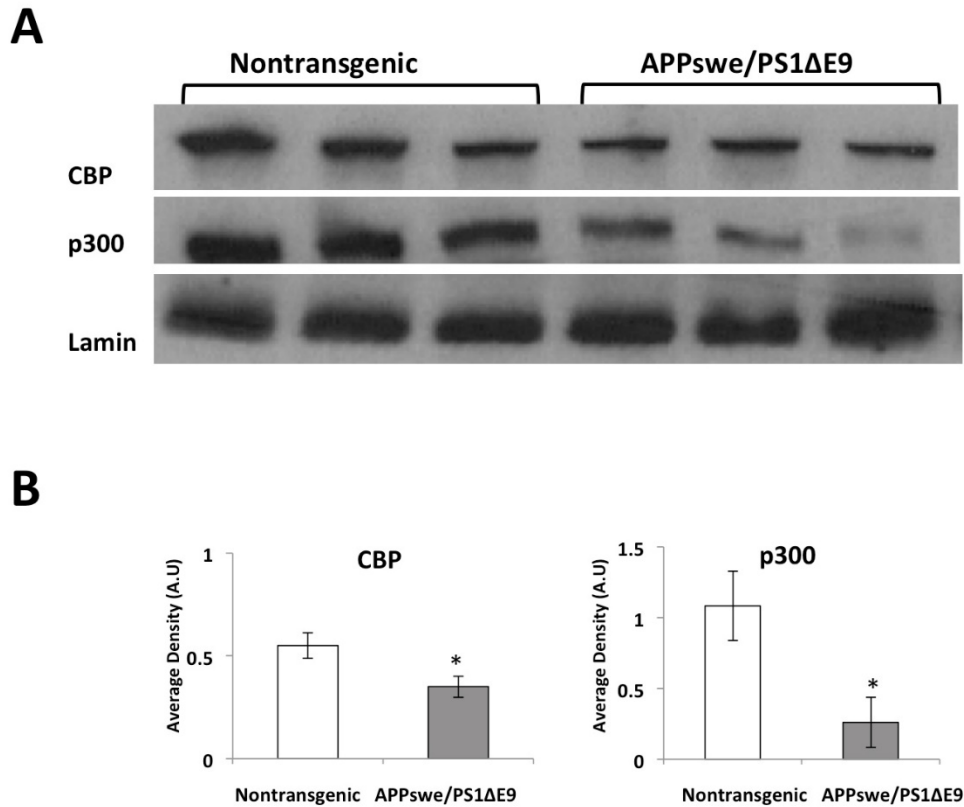 A
Nontransgenic APPswe/PS1ΔE9
CBP
p300
Lamin
B
CBP
Average Density (A.U)
1
0.5
0
*
Nontransgenic APPswe/PS1ΔE9
p300
Average Density (A.U)
1.5
1
0.5
0
*
Nontransgenic APPswe/PS1ΔE9